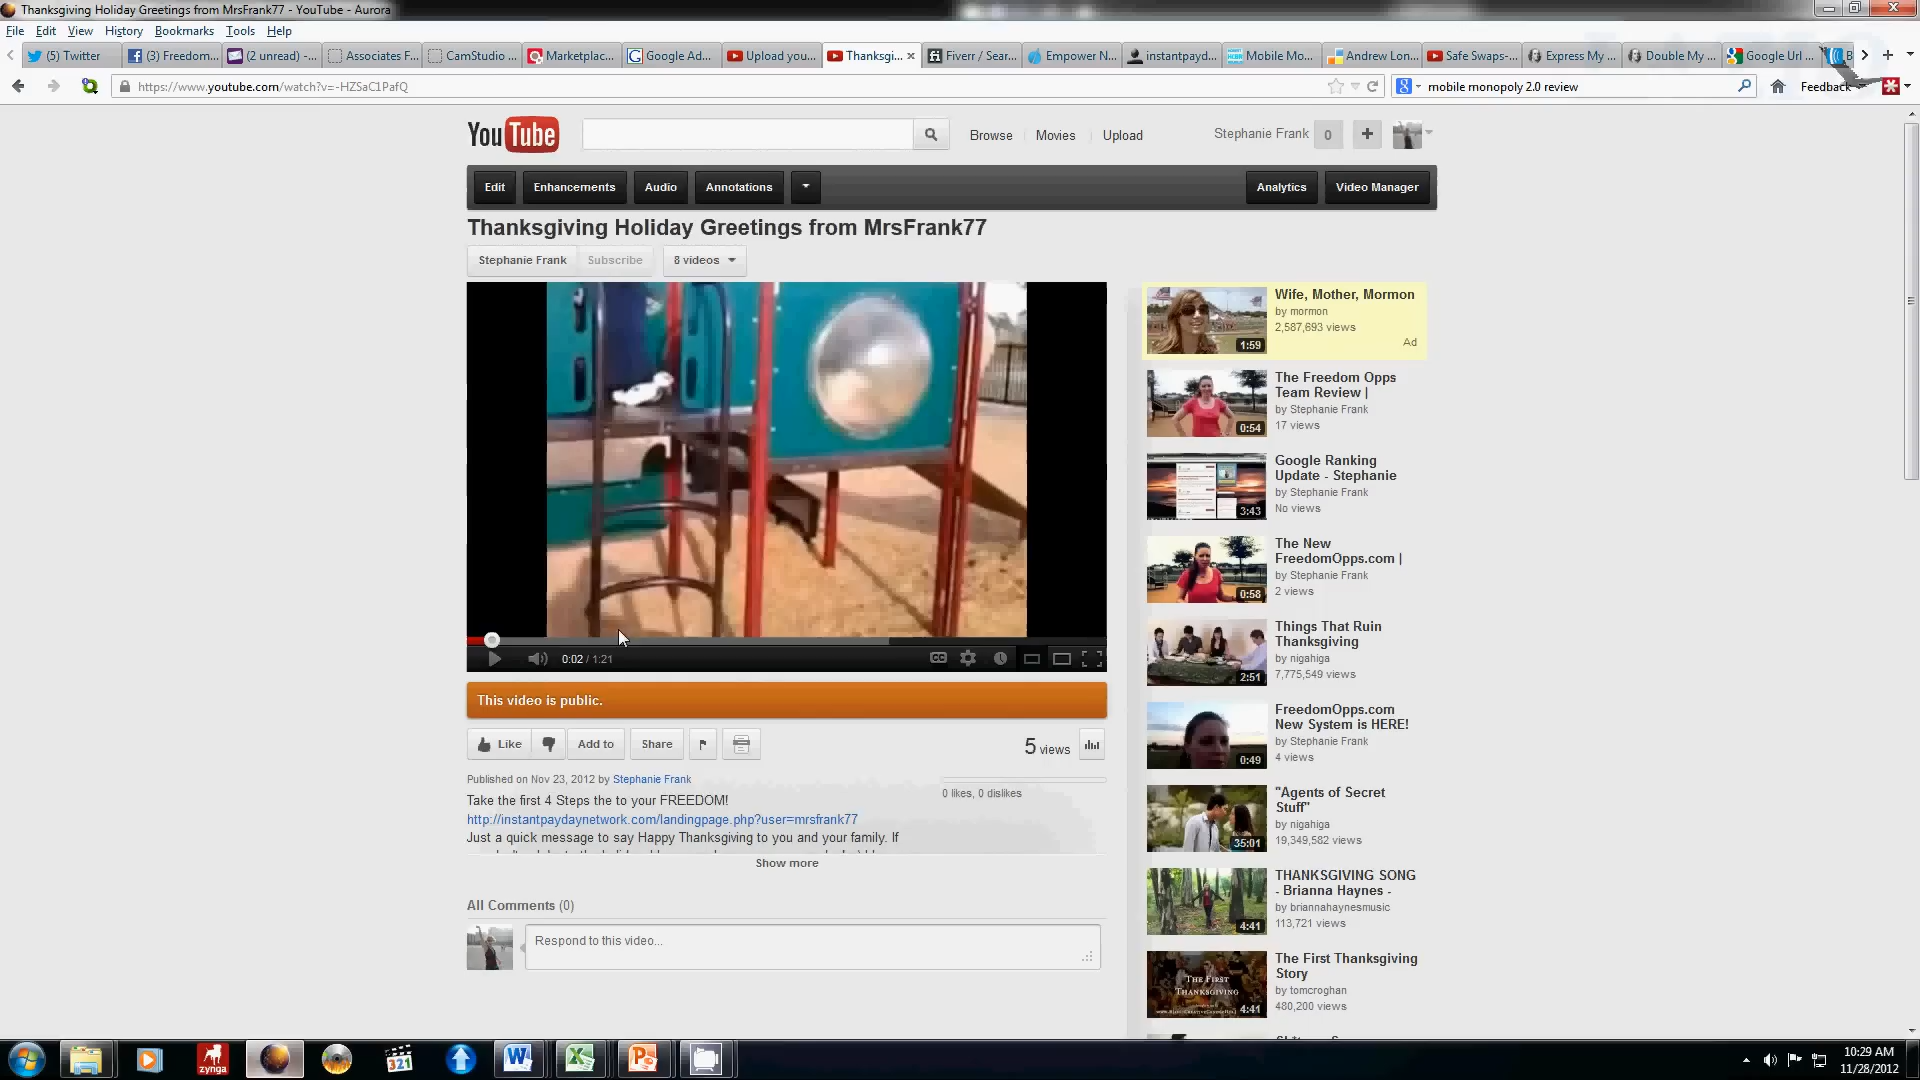 Thanksgiving Holiday Greetings from MrsFrank77 - YouTube - Aurora
File Edit View History Bookmarks Tools Help
(5) Twitter (3) Freedom... (2 unread) -... Associates F... CamStudio ... Marketplac... Google Ad... Upload you... Thanksgi... Fiverr / Sear... Empower N... instantpayd... Mobile Mo... Andrew Lon... Safe Swaps-... Express My ... Double My ... Google Url ... B
https://www.youtube.com/watch?v=-HZSaC1PafQ mobile monopoly 2.0 review Feedback
YouTube Browse Movies Upload Stephanie Frank 0 +
Edit Enhancements Audio Annotations Analytics Video Manager
Thanksgiving Holiday Greetings from MrsFrank77
Stephanie Frank Subscribe 8 videos
0:02 / 1:21 CC
This video is public.
Like Add to Share 5 views
Published on Nov 23, 2012 by Stephanie Frank
0 likes, 0 dislikes
Take the first 4 Steps the to your FREEDOM!
http://instantpaydaynetwork.com/landingpage.php?user=mrsfrank77
Just a quick message to say Happy Thanksgiving to you and your family. If
Show more
All Comments (0)
Respond to this video...
Wife, Mother, Mormon
by mormon
2,587,693 views
Ad
1:59
The Freedom Opps
Team Review |
by Stephanie Frank
17 views
0:54
Google Ranking
Update - Stephanie
by Stephanie Frank
No views
3:43
The New
FreedomOpps.com |
by Stephanie Frank
2 views
0:58
Things That Ruin
Thanksgiving
by nigahiga
7,775,549 views
2:51
FreedomOpps.com
New System is HERE!
by Stephanie Frank
4 views
0:49
"Agents of Secret
Stuff"
by nigahiga
19,349,582 views
35:01
THANKSGIVING SONG
- Brianna Haynes -
by briannahaynesmusic
113,721 views
4:41
The First Thanksgiving
Story
by tomcroghan
480,200 views
THE FIRST
THANKSGIVING
4:41
zynga 321
10:29 AM
11/28/2012